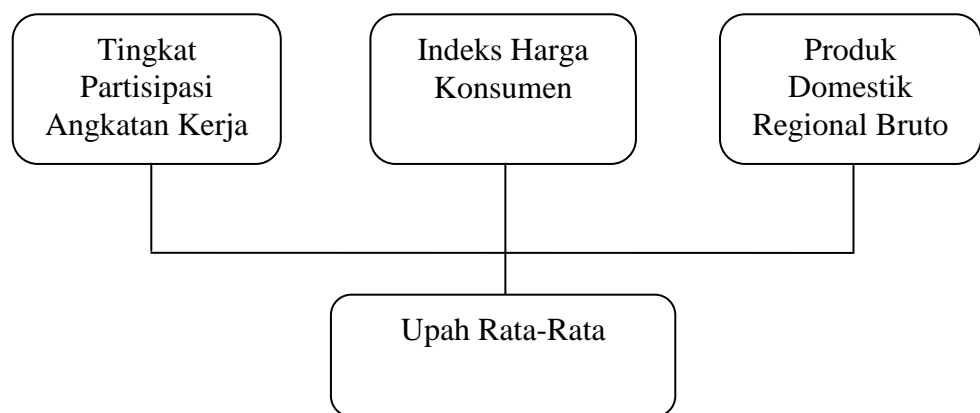 Tingkat
Partisipasi
Angkatan Kerja
Indeks Harga
Konsumen
Produk
Domestik
Regional Bruto
Upah Rata-Rata